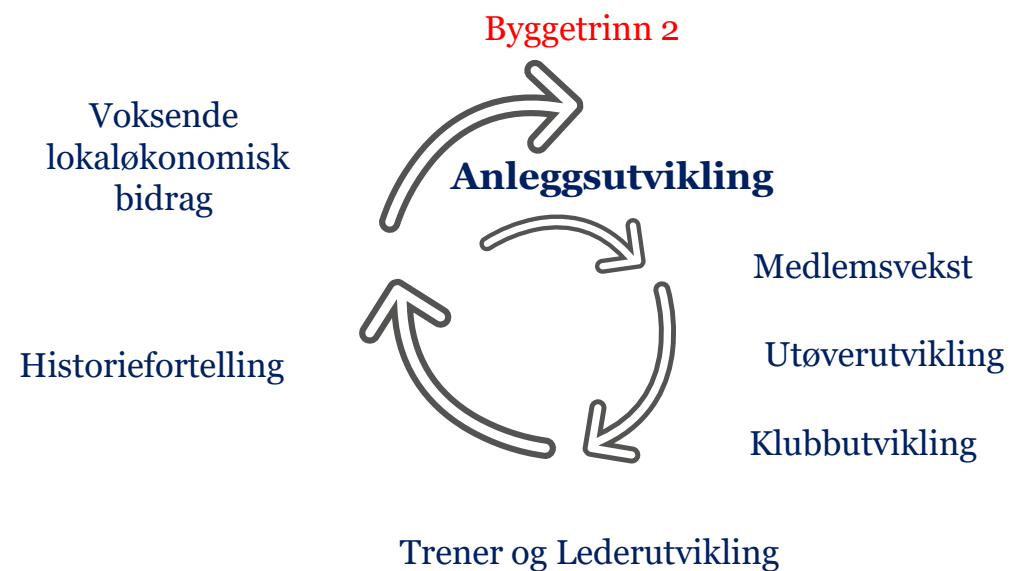 Byggetrinn 2
Voksende
lokaløkonomisk
bidrag
Anleggsutvikling
Medlemsvekst
Utøverutvikling
Historiefortelling
Klubbutvikling
Trener og Lederutvikling